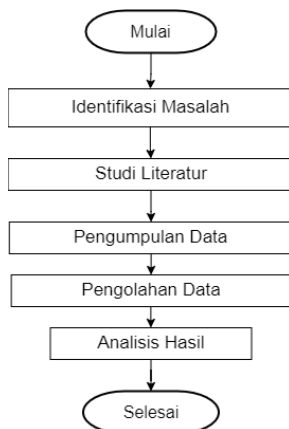 Mulai
Identifikasi Masalah
Studi Literatur
Pengumpulan Data
Pengolahan Data
Analisis Hasil
Selesai